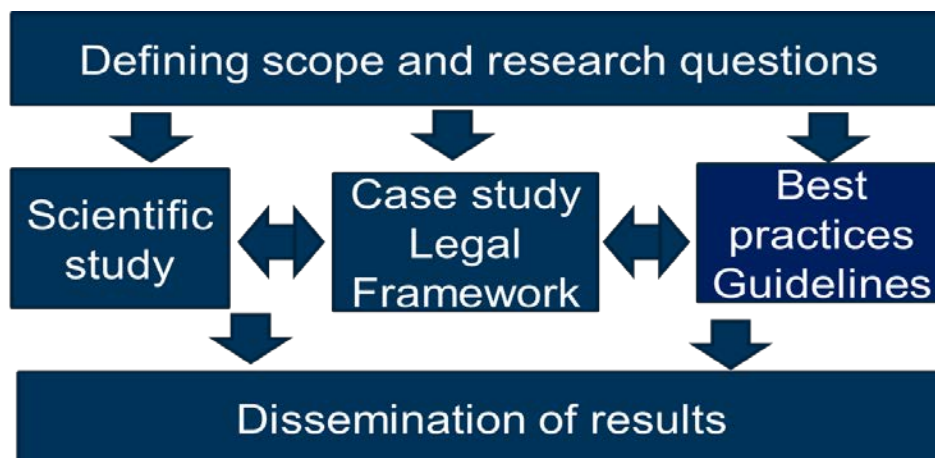 Defining scope and research questions
Scientific
study
Case study
Legal
Framework
Best
practices
Guidelines
Dissemination of results